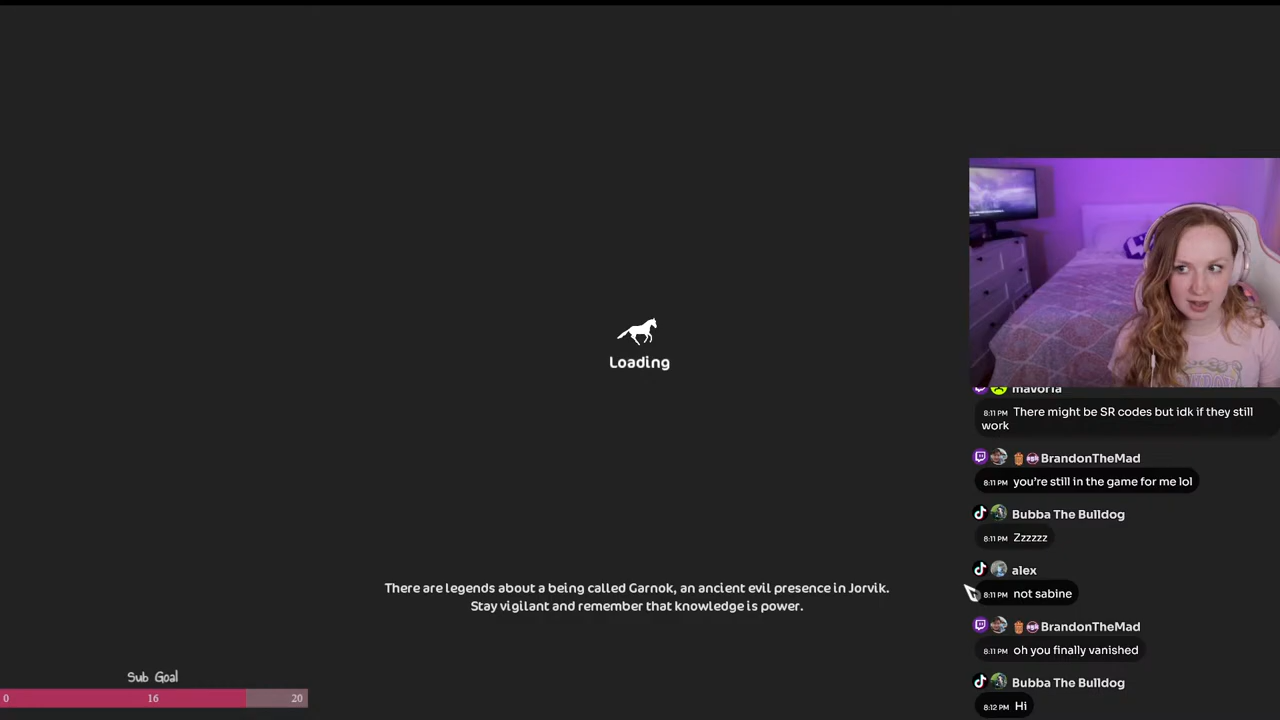 Loading
There are legends about a being called Garnok, an ancient evil presence in Jorvik.
Stay vigilant and remember that knowledge is power.
Sub Goal
0 16 20
mavoria
8:11 PM There might be SR codes but idk if they still
work
BrandonTheMad
8:11 PM you're still in the game for me lol
Bubba The Bulldog
8:11 PM Zzzzzz
alex
8:11 PM not sabine
BrandonTheMad
8:11 PM oh you finally vanished
Bubba The Bulldog
8:12 PM Hi